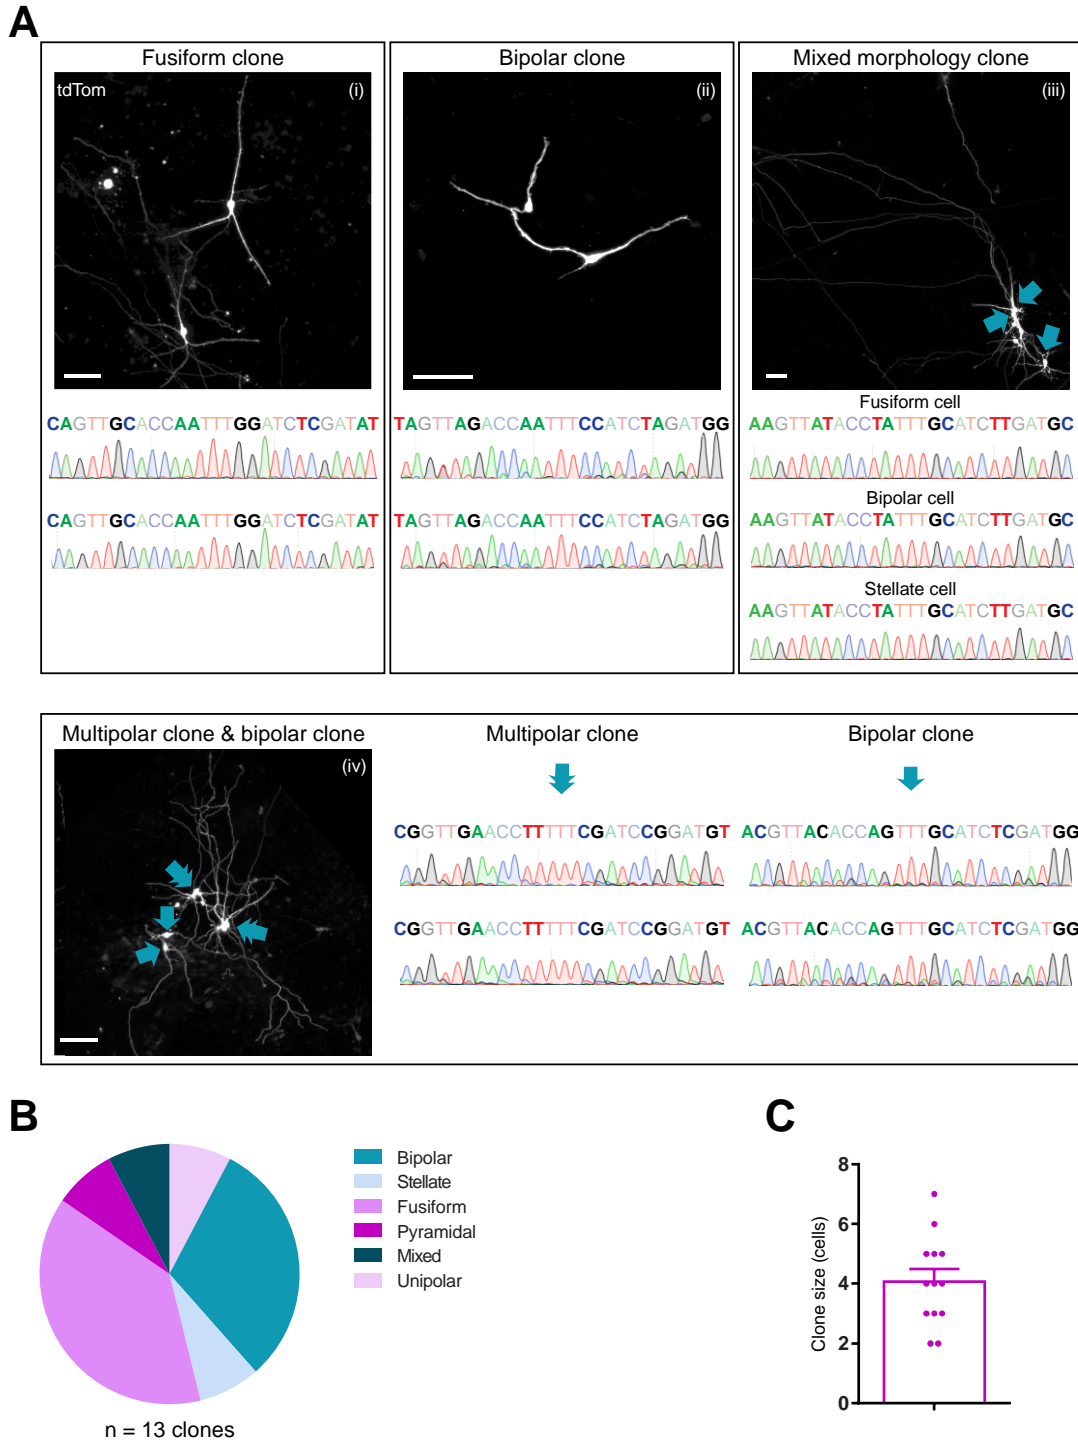 A
Fusiform clone
Bipolar clone
Mixed morphology clone
tdTom
(i)
(ii)
(iii)
CAGTTGCACCAATTTGGATCTCGATAT
TAGTTAGACCAATTTCCATCTAGATGG
Fusiform cell
AAGTTATACCTATTTGCATCTTGATGC
CAGTTGCACCAATTTGGATCTCGATAT
TAGTTAGACCAATTTCCATCTAGATGG
Bipolar cell
AAGTTATACCTATTTGCATCTTGATGC
Stellate cell
AAGTTATACCTATTTGCATCTTGATGC
Multipolar clone & bipolar clone
(iv)
Multipolar clone
Bipolar clone
CGGTTGAACCTTTTTCGATCCGGATGT
ACGTTACACCAGTTTGCATCTCGATGG
CGGTTGAACCTTTTTCGATCCGGATGT
ACGTTACACCAGTTTGCATCTCGATGG
B
Bipolar
Stellate
Fusiform
Pyramidal
Mixed
Unipolar
n = 13 clones
C
Clone size (cells)
8
6
4
2
0